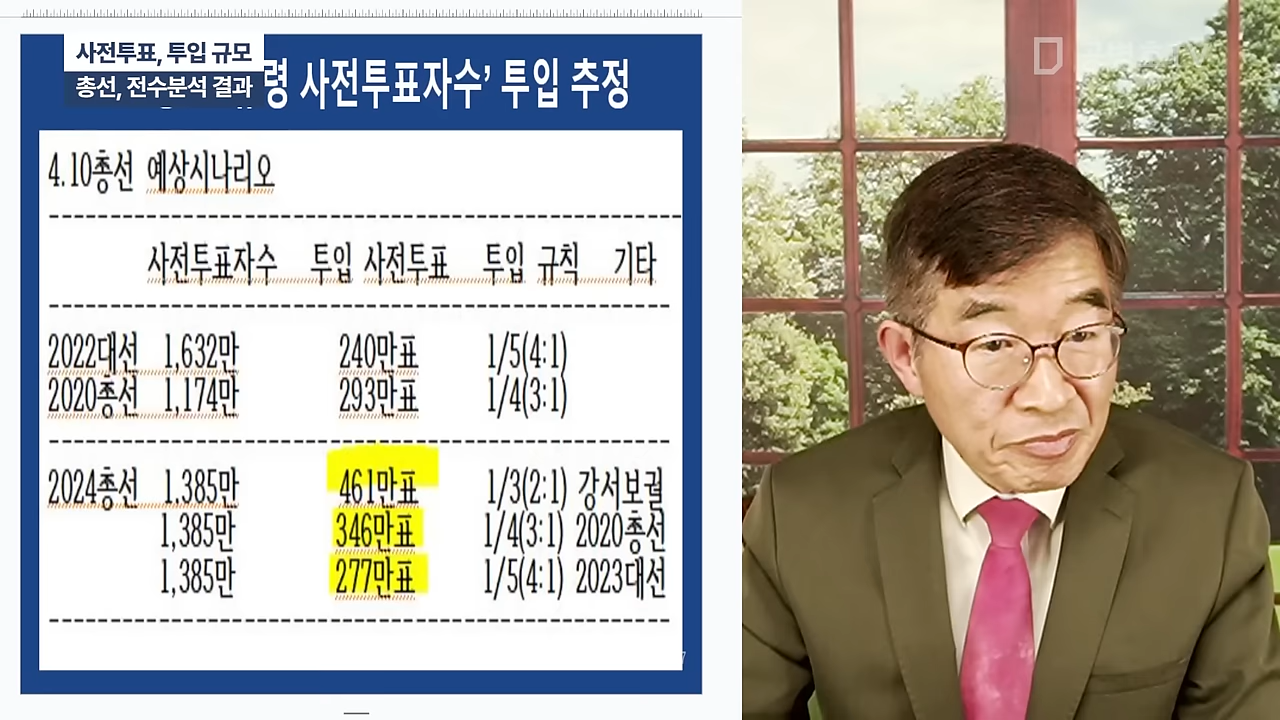 사전투표, 투입 규모
총선, 전수분석 결과
령 사전투표자수’ 투입 추정
4.10총선 예상시나리오
사전투표자수 투입 사전투표 투입 규칙 기타
2022대선 1,632만 240만표 1/5(4:1)
2020총선 1,174만 293만표 1/4(3:1)
2024총선 1,385만 461만표 1/3(2:1) 강서보궐
1,385만 346만표 1/4(3:1) 2020총선
1,385만 277만표 1/5(4:1) 2023대선
7